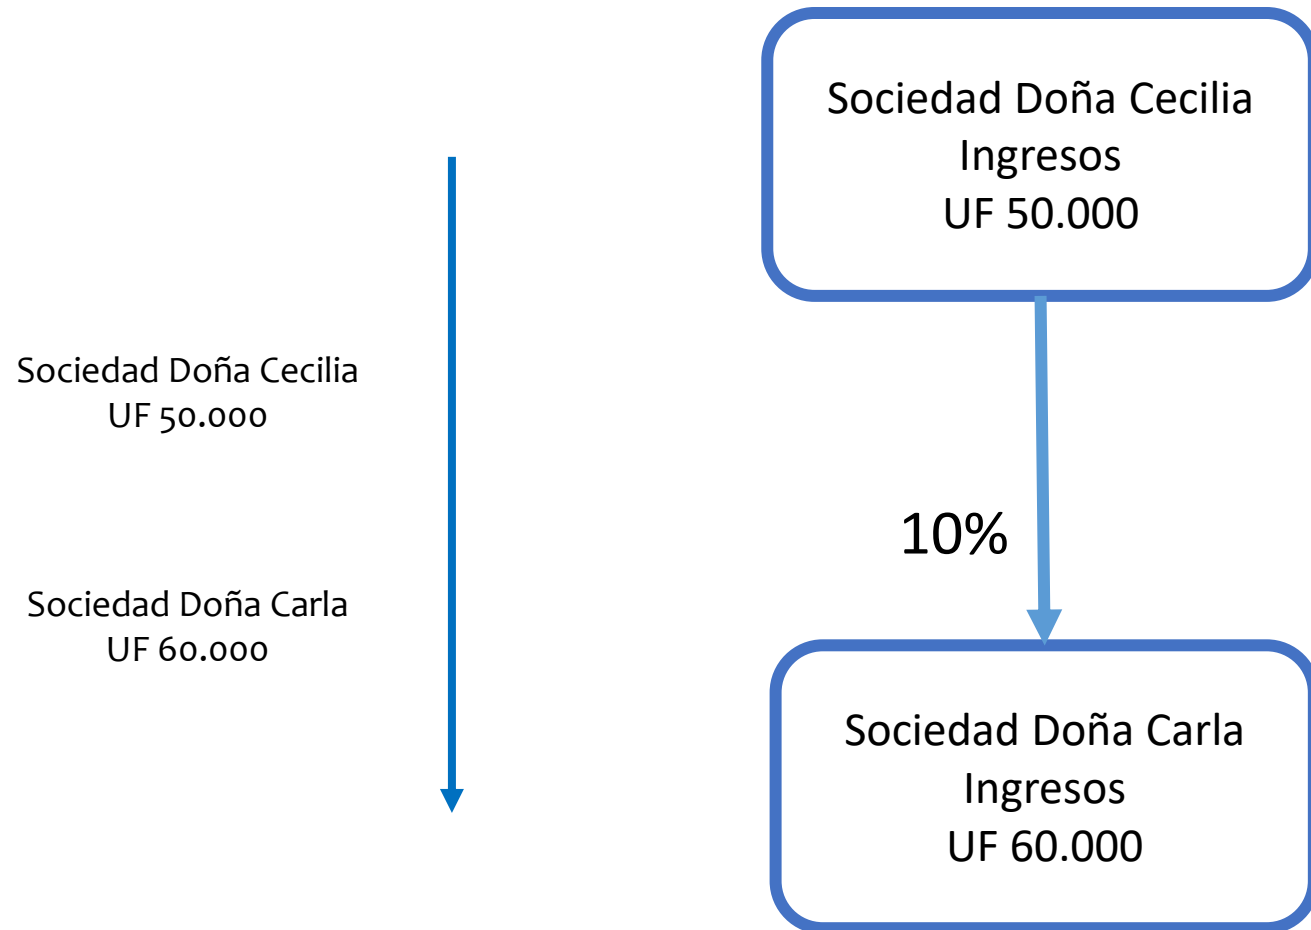 Sociedad Doña Cecilia
Ingresos
UF 50.000
Sociedad Doña Cecilia
UF 50.000
10%
Sociedad Doña Carla
UF 60.000
Sociedad Doña Carla
Ingresos
UF 60.000